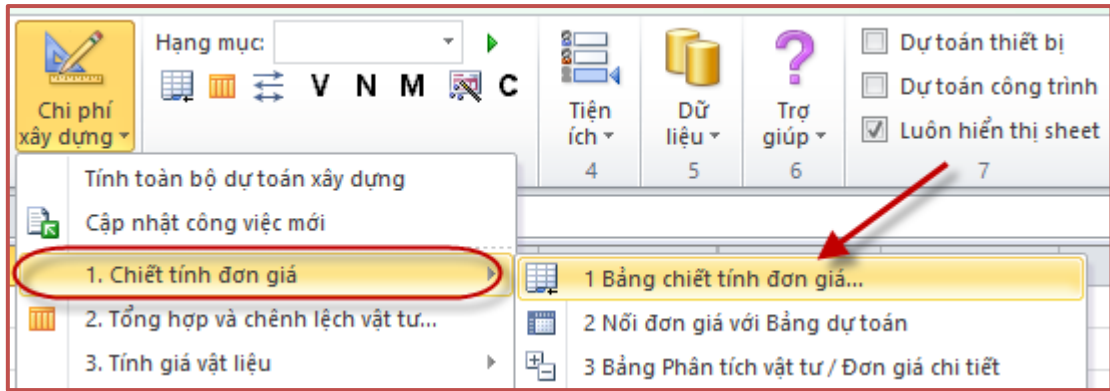 Chi phí
xây dựng
Hạng mục:
V N M C
Tiện
ích
Dữ
liệu
Trợ
giúp
Dự toán thiết bị
Dự toán công trình
Luôn hiển thị sheet
4
5
6
7
Tính toàn bộ dự toán xây dựng
Cập nhật công việc mới
1. Chiết tính đơn giá
2. Tổng hợp và chênh lệch vật tư...
3. Tính giá vật liệu
1 Bảng chiết tính đơn giá...
2 Nối đơn giá với Bảng dự toán
3 Bảng Phân tích vật tư / Đơn giá chi tiết